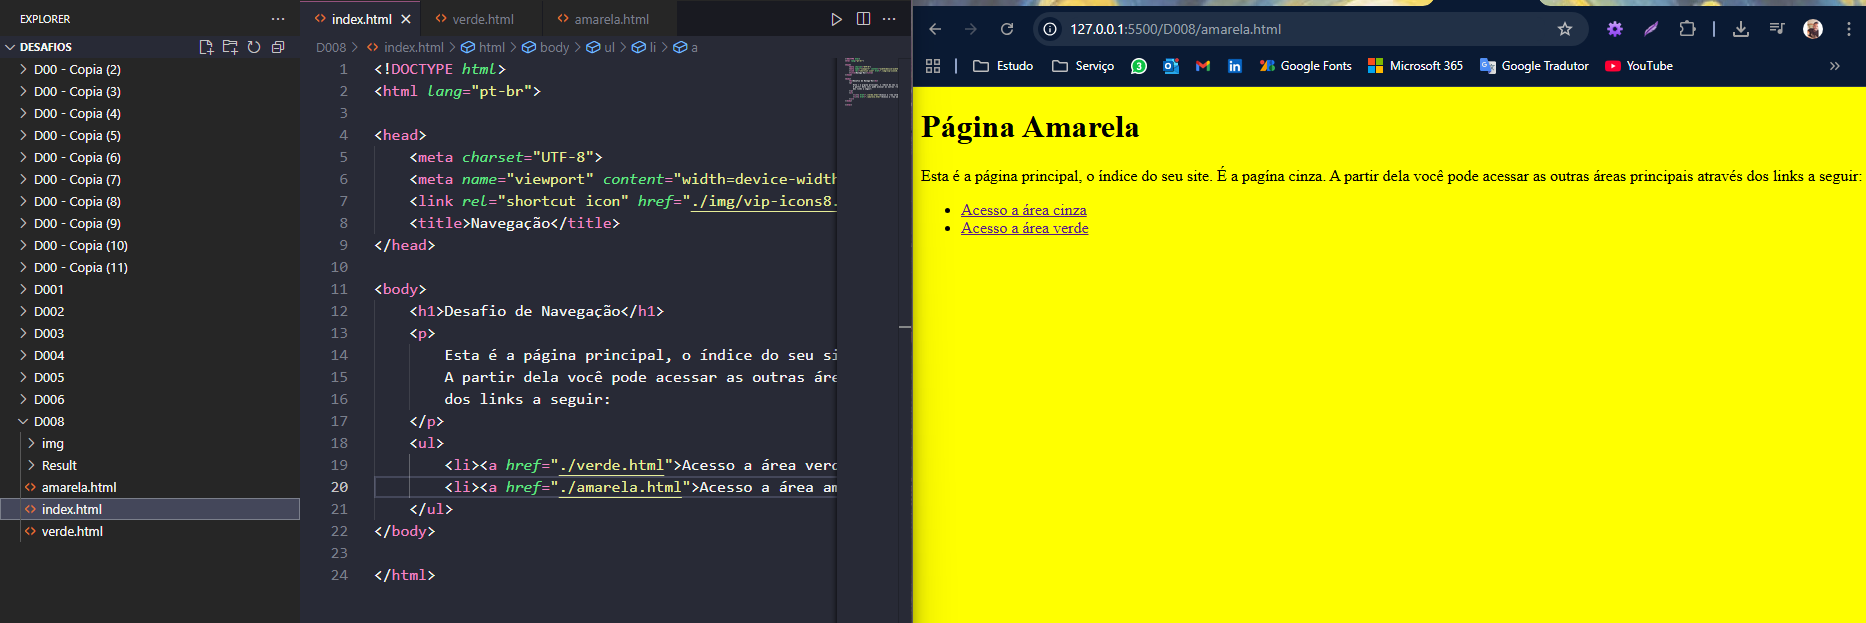 EXPLORER
DESAFIOS
D00 - Copia (2)
D00 - Copia (3)
D00 - Copia (4)
D00 - Copia (5)
D00 - Copia (6)
D00 - Copia (7)
D00 - Copia (8)
D00 - Copia (9)
D00 - Copia (10)
D00 - Copia (11)
D001
D002
D003
D004
D005
D006
D008
img
Result
amarela.html
index.html
verde.html
index.html verde.html amarela.html
D008 > index.html > html > body > ul > li > a
1 <!DOCTYPE html>
2 <html lang="pt-br">
3
4 <head>
5 <meta charset="UTF-8">
6 <meta name="viewport" content="width=device-width
7 <link rel="shortcut icon" href="./img/vip-icons8.
8 <title>Navegação</title>
9 </head>
10
11 <body>
12 <h1>Desafio de Navegação</h1>
13 <p>
14 Esta é a página principal, o índice do seu si
15 A partir dela você pode acessar as outras áre
16 dos links a seguir:
17 </p>
18 <ul>
19 <li><a href="./verde.html">Acesso a área verd
20 <li><a href="./amarela.html">Acesso a área am
21 </ul>
22 </body>
23
24 </html>
127.0.0.1:5500/D008/amarela.html
Estudo Serviço 3 Google Fonts Microsoft 365 Google Tradutor YouTube
Página Amarela
Esta é a página principal, o índice do seu site. É a pagína cinza. A partir dela você pode acessar as outras áreas principais através dos links a seguir:
Acesso a área cinza
Acesso a área verde